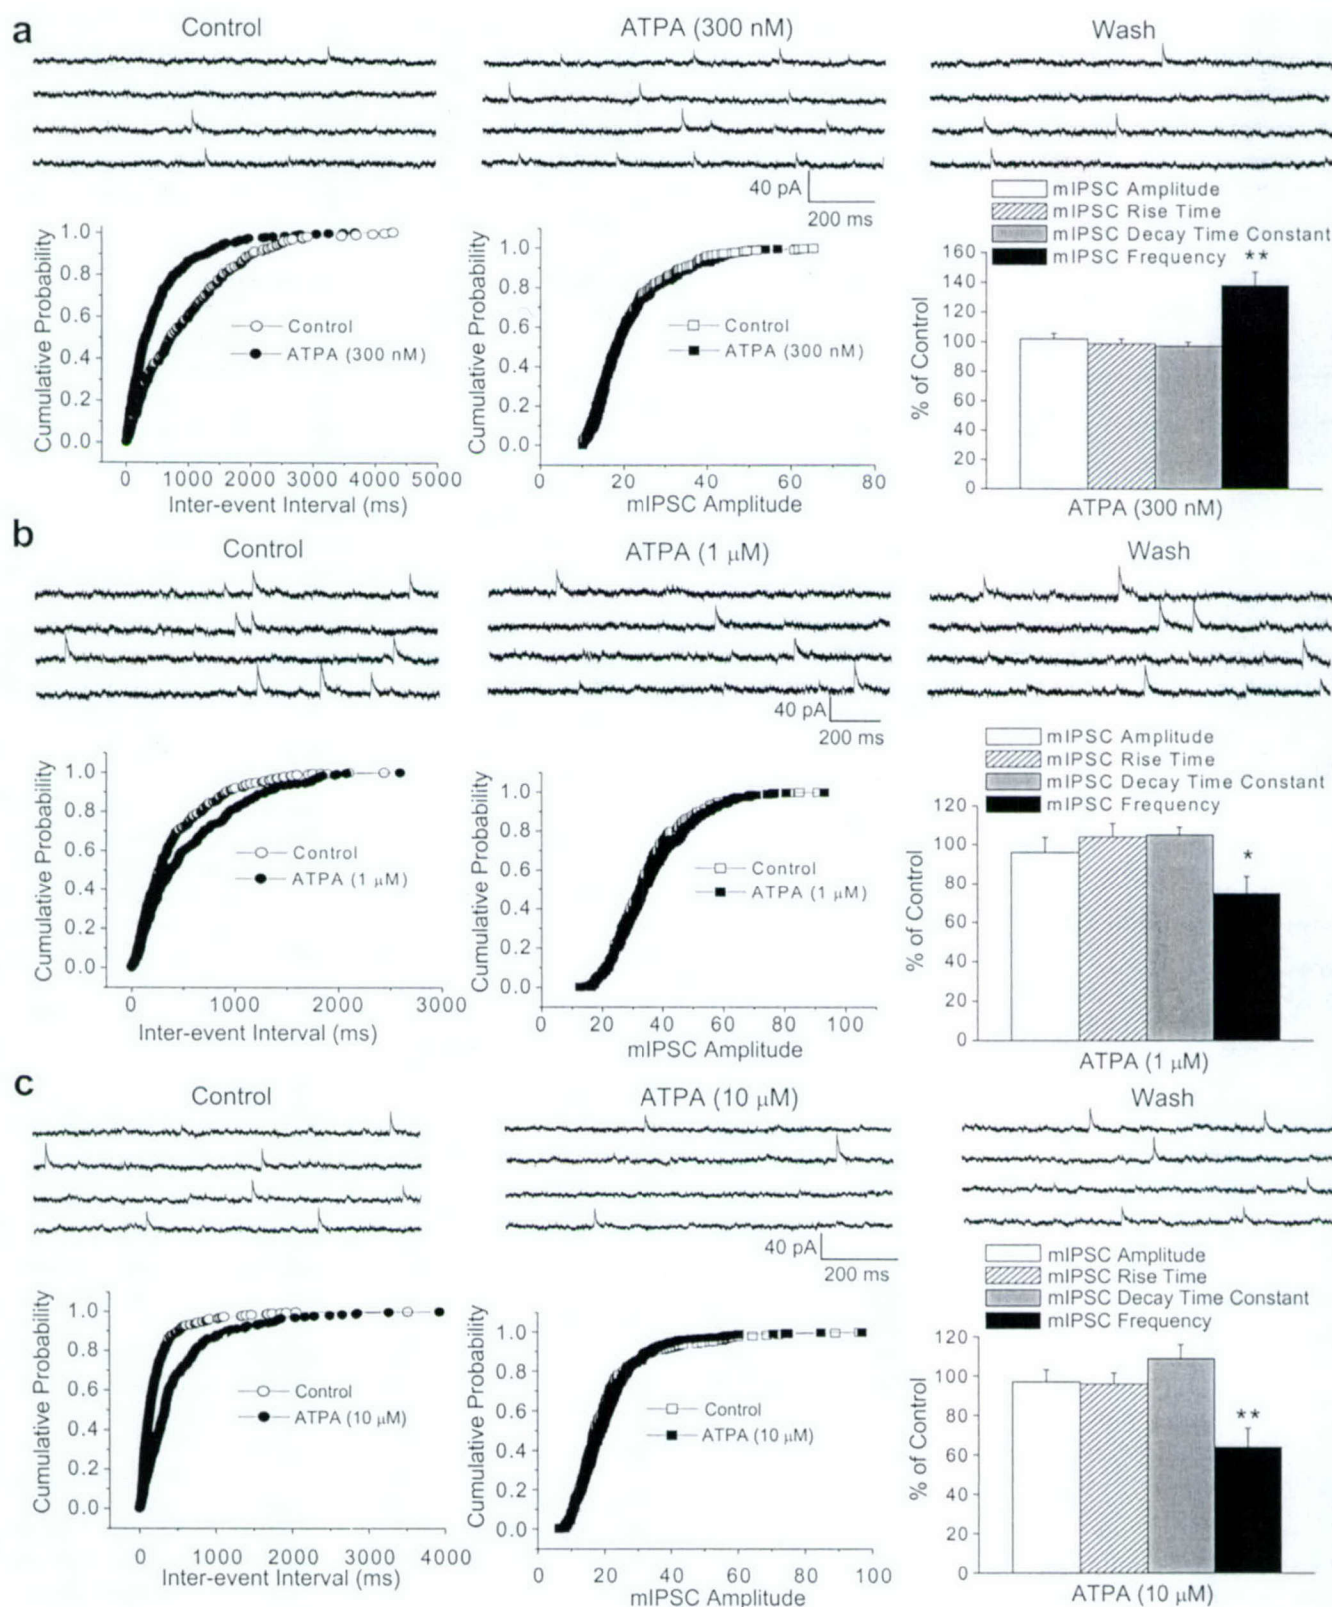 a
Control
ATPA (300 nM)
Wash
40 pA
200 ms
mIPSC Amplitude
mIPSC Rise Time
mIPSC Decay Time Constant
mIPSC Frequency
Cumulative Probability
1.0
0.8
0.6
0.4
0.2
0.0
Control
ATPA (300 nM)
0 1000 2000 3000 4000 5000
Inter-event Interval (ms)
Cumulative Probability
1.0
0.8
0.6
0.4
0.2
0.0
Control
ATPA (300 nM)
0 20 40 60 80
mIPSC Amplitude
% of Control
160
140
120
100
80
60
40
20
0
**
ATPA (300 nM)
b
Control
ATPA (1 μM)
Wash
40 pA
200 ms
mIPSC Amplitude
mIPSC Rise Time
mIPSC Decay Time Constant
mIPSC Frequency
Cumulative Probability
1.0
0.8
0.6
0.4
0.2
0.0
Control
ATPA (1 μM)
0 1000 2000 3000
Inter-event Interval (ms)
Cumulative Probability
1.0
0.8
0.6
0.4
0.2
0.0
Control
ATPA (1 μM)
0 20 40 60 80 100
mIPSC Amplitude
% of Control
120
100
80
60
40
20
0
*
ATPA (1 μM)
c
Control
ATPA (10 μM)
Wash
40 pA
200 ms
mIPSC Amplitude
mIPSC Rise Time
mIPSC Decay Time Constant
mIPSC Frequency
Cumulative Probability
1.0
0.8
0.6
0.4
0.2
0.0
Control
ATPA (10 μM)
0 1000 2000 3000 4000
Inter-event Interval (ms)
Cumulative Probability
1.0
0.8
0.6
0.4
0.2
0.0
Control
ATPA (10 μM)
0 20 40 60 80 100
mIPSC Amplitude
% of Control
120
100
80
60
40
20
0
**
ATPA (10 μM)